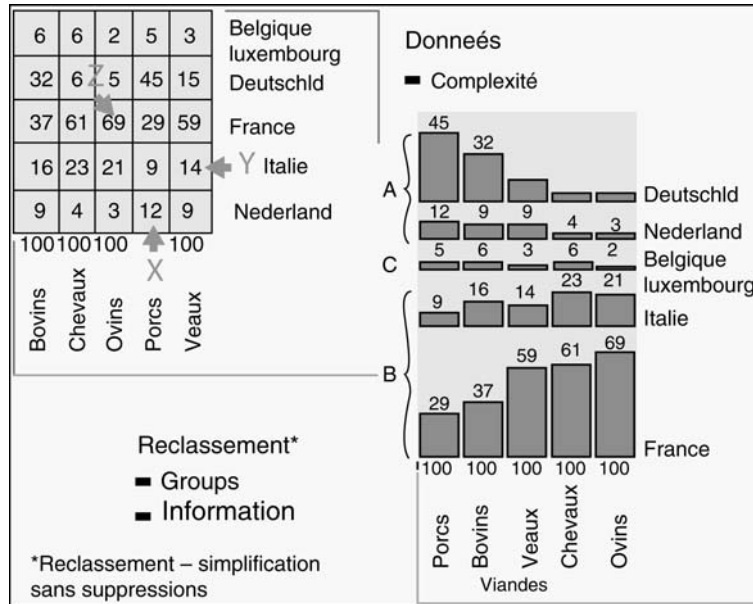 6 6 2 5 3 Belgique
luxembourg
32 6 5 45 15 Deutschld
Z
37 61 69 29 59 France
16 23 21 9 14 Y Italie
9 4 3 12 9 Nederland
100 100 100 100
X
Bovins
Chevaux
Ovins
Porcs
Veaux
Donneés
Complexité
45
32
A
Deutschld
12 9 9 4 3
Nederland
C
5 6 3 6 2
Belgique
luxembourg
9 16 14 23 21
Italie
B
29 37 59 61 69
France
100 100 100 100 100
Porcs
Bovins
Veaux
Chevaux
Ovins
Viandes
Reclassement*
Groups
Information
*Reclassement – simplification
sans suppressions